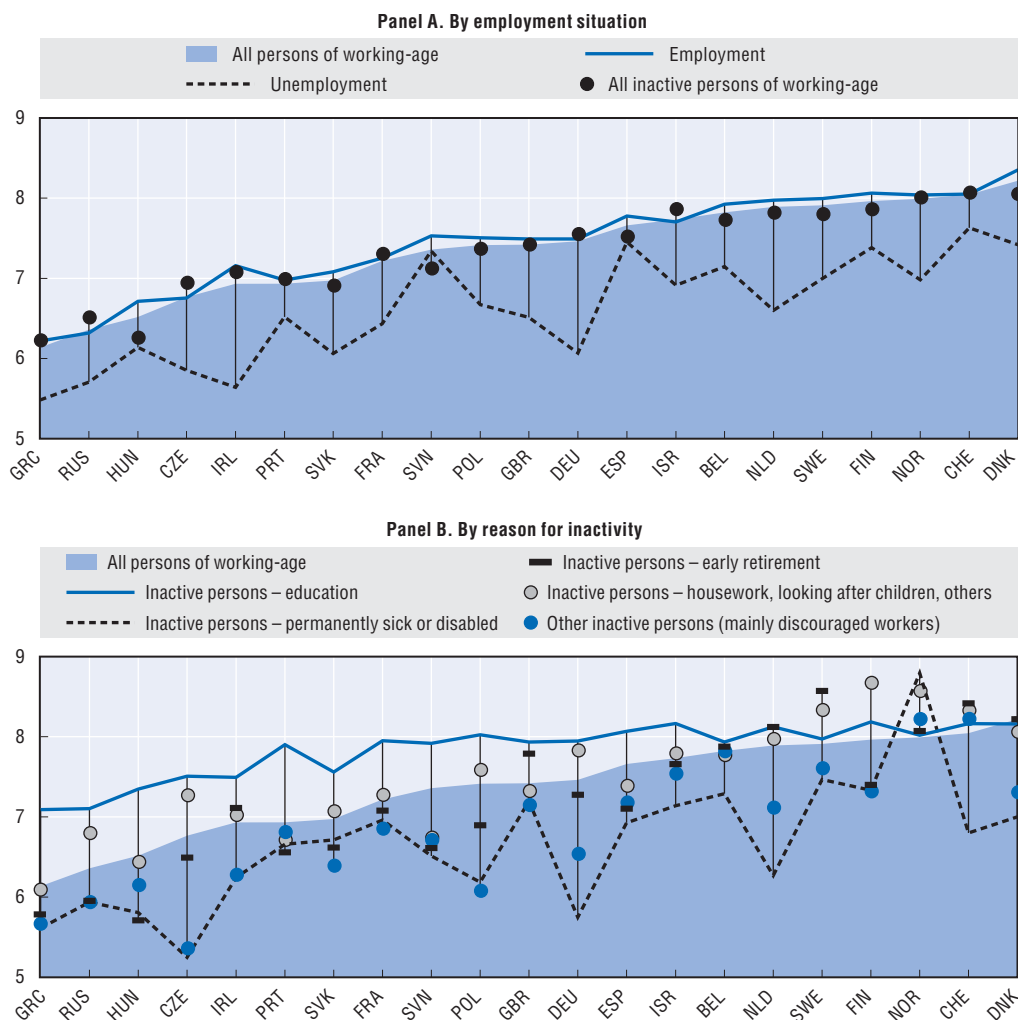 Panel A. By employment situation
All persons of working-age
Employment
Unemployment
All inactive persons of working-age
9
8
7
6
5
GRC RUS HUN CZE IRL PRT SVK FRA SVN POL GBR DEU ESP ISR BEL NLD SWE FIN NOR CHE DNK
Panel B. By reason for inactivity
All persons of working-age
Inactive persons – early retirement
Inactive persons – education
Inactive persons – housework, looking after children, others
Inactive persons – permanently sick or disabled
Other inactive persons (mainly discouraged workers)
9
8
7
6
5
GRC RUS HUN CZE IRL PRT SVK FRA SVN POL GBR DEU ESP ISR BEL NLD SWE FIN NOR CHE DNK